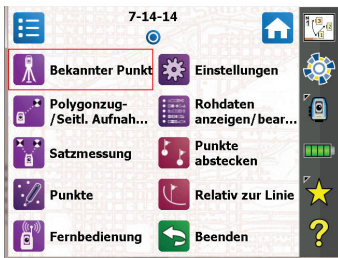 7-14-14
Bekannter Punkt
Einstellungen
Polygonzug-
/Seitl. Aufnah...
Rohdaten
anzeigen/bear...
Satzmessung
Punkte
abstecken
Punkte
Relativ zur Linie
Fernbedienung
Beenden